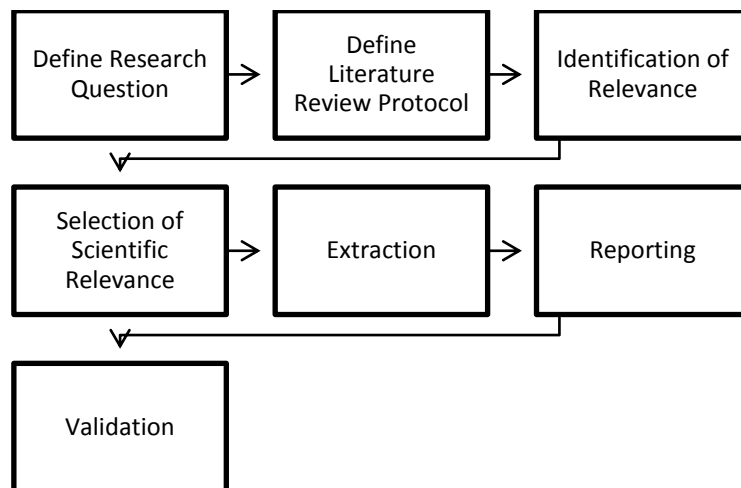 Define Research
Question
Define
Literature
Review Protocol
Identification of
Relevance
Selection of
Scientific
Relevance
Extraction
Reporting
Validation